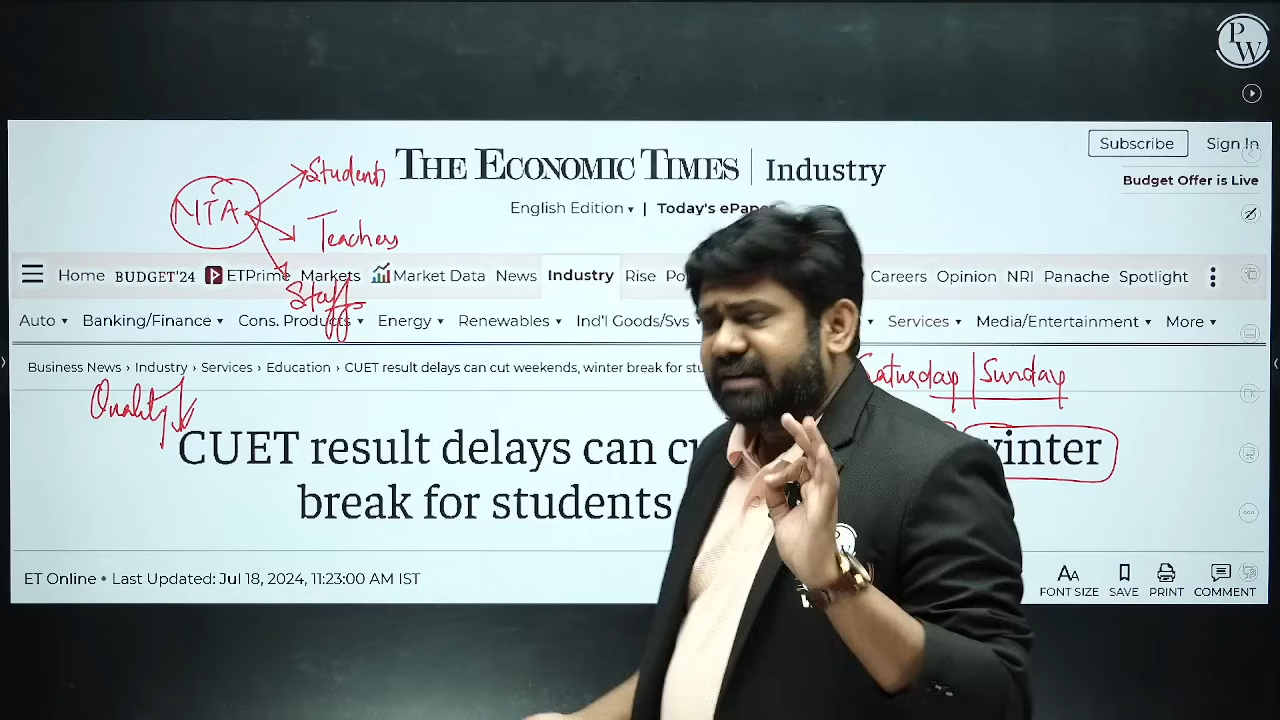 PW
Subscribe
Sign In
Students
THE ECONOMIC TIMES | Industry
Budget Offer is Live
NTA
English Edition ▾ | Today's ePaper
Teachers
Home BUDGET'24 ETPrime Markets Market Data News Industry Rise Careers Opinion NRI Panache Spotlight
Staff
Auto ▾ Banking/Finance ▾ Cons. Products ▾ Energy ▾ Renewables ▾ Ind'l Goods/Svs Services ▾ Media/Entertainment ▾ More ▾
Business News › Industry › Services › Education › CUET result delays can cut weekends, winter break for stu
Saturday | Sunday
Quality
CUET result delays can winter
break for students
ET Online • Last Updated: Jul 18, 2024, 11:23:00 AM IST
AA
FONT SIZE SAVE PRINT COMMENT
PW